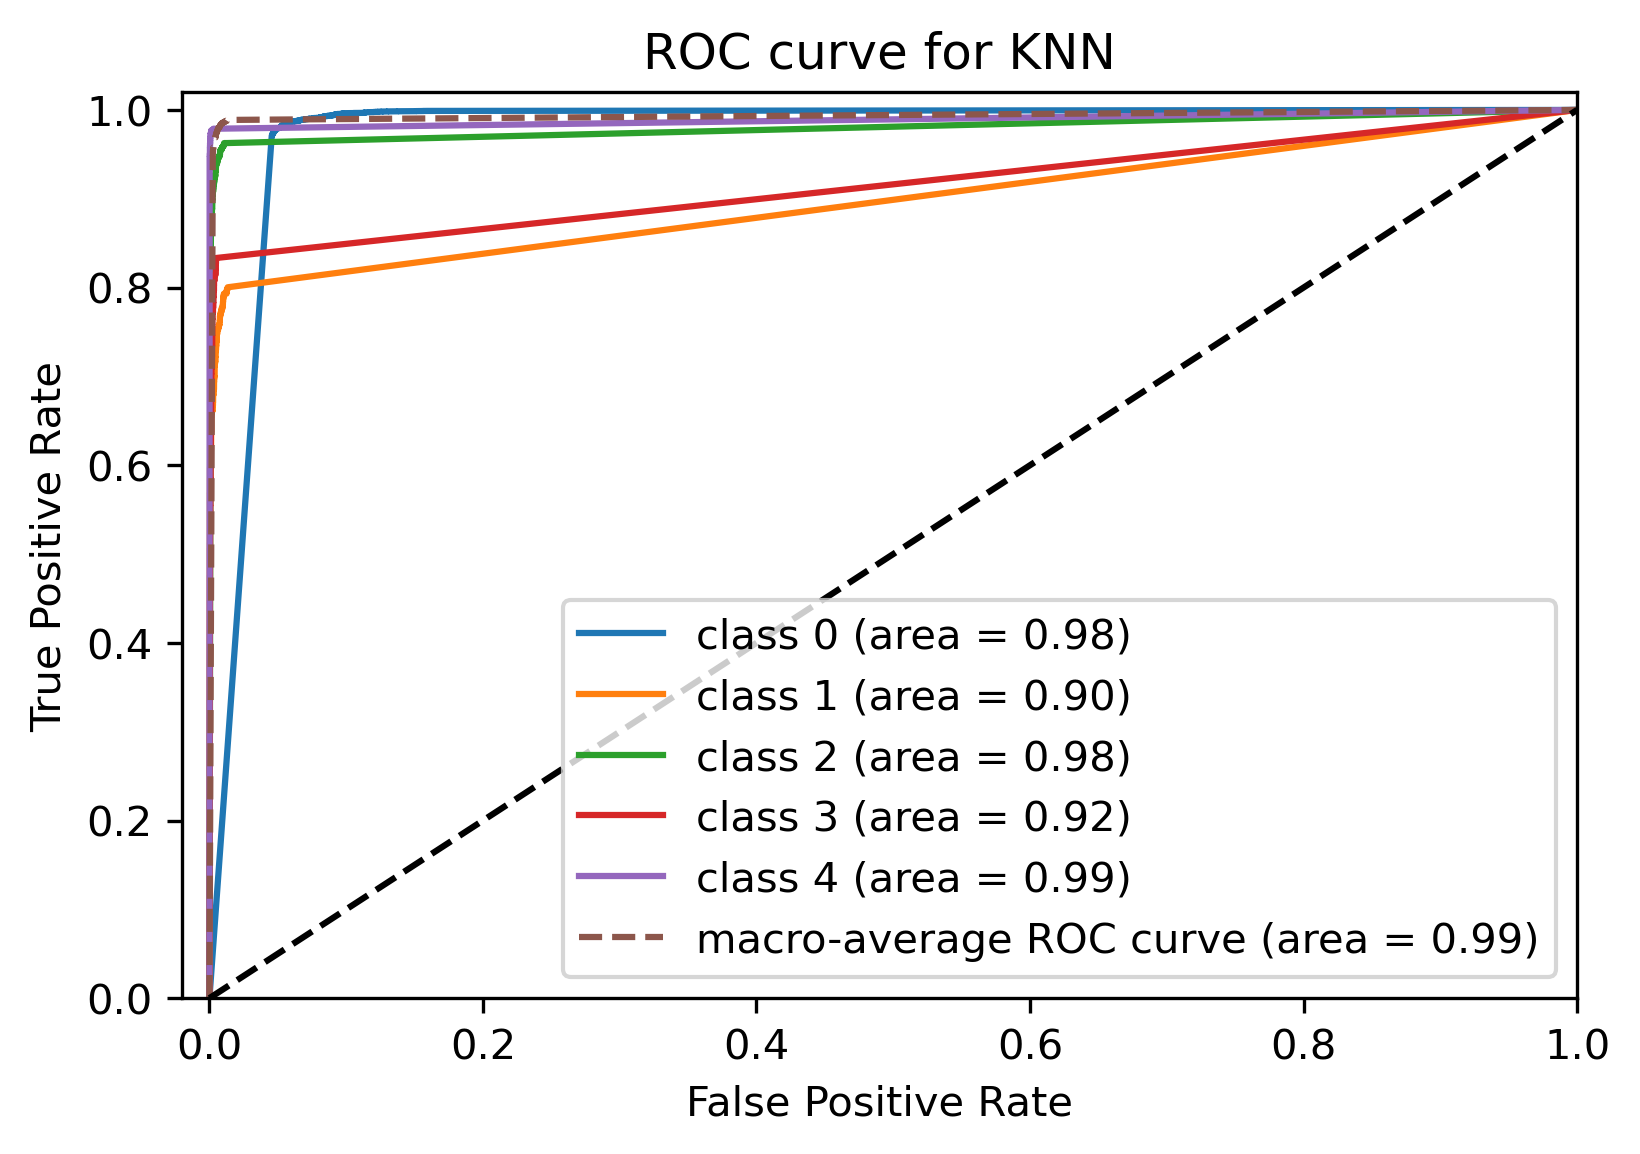 ROC curve for KNN
1.0
0.8
0.6
0.4
0.2
0.0
True Positive Rate
class 0 (area = 0.98)
class 1 (area = 0.90)
class 2 (area = 0.98)
class 3 (area = 0.92)
class 4 (area = 0.99)
macro-average ROC curve (area = 0.99)
0.0 0.2 0.4 0.6 0.8 1.0
False Positive Rate